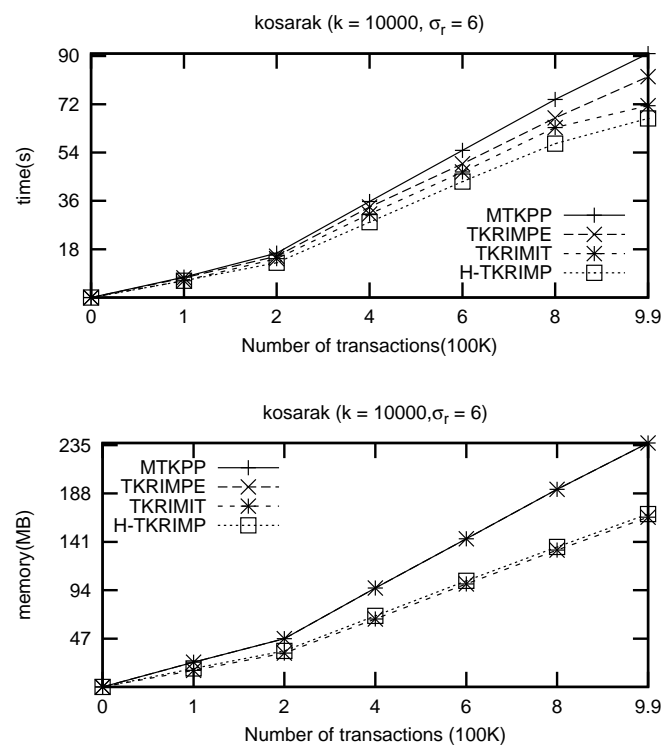 kosarak (k = 10000, σr = 6)
90
72
54
36
18
time(s)
MTKPP
TKRIMPE
TKRIMIT
H-TKRIMP
0 1 2 4 6 8 9.9
Number of transactions(100K)
kosarak (k = 10000,σr = 6)
235
188
141
94
47
memory(MB)
MTKPP
TKRIMPE
TKRIMIT
H-TKRIMP
0 1 2 4 6 8 9.9
Number of transactions (100K)